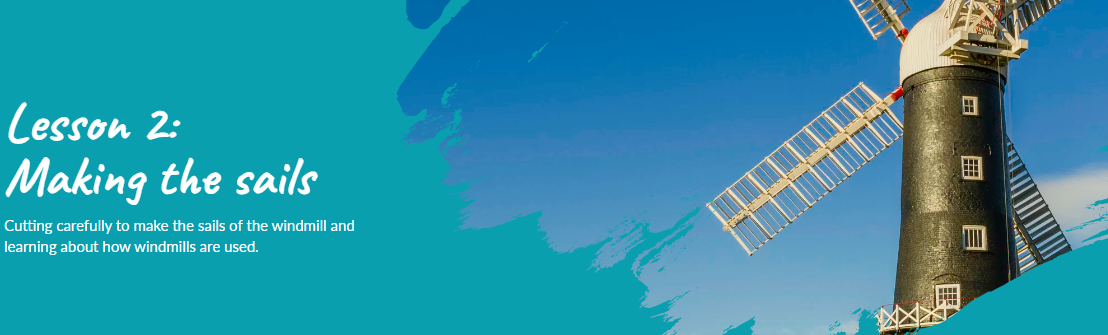 Lesson 2:
Making the sails
Cutting carefully to make the sails of the windmill and
learning about how windmills are used.